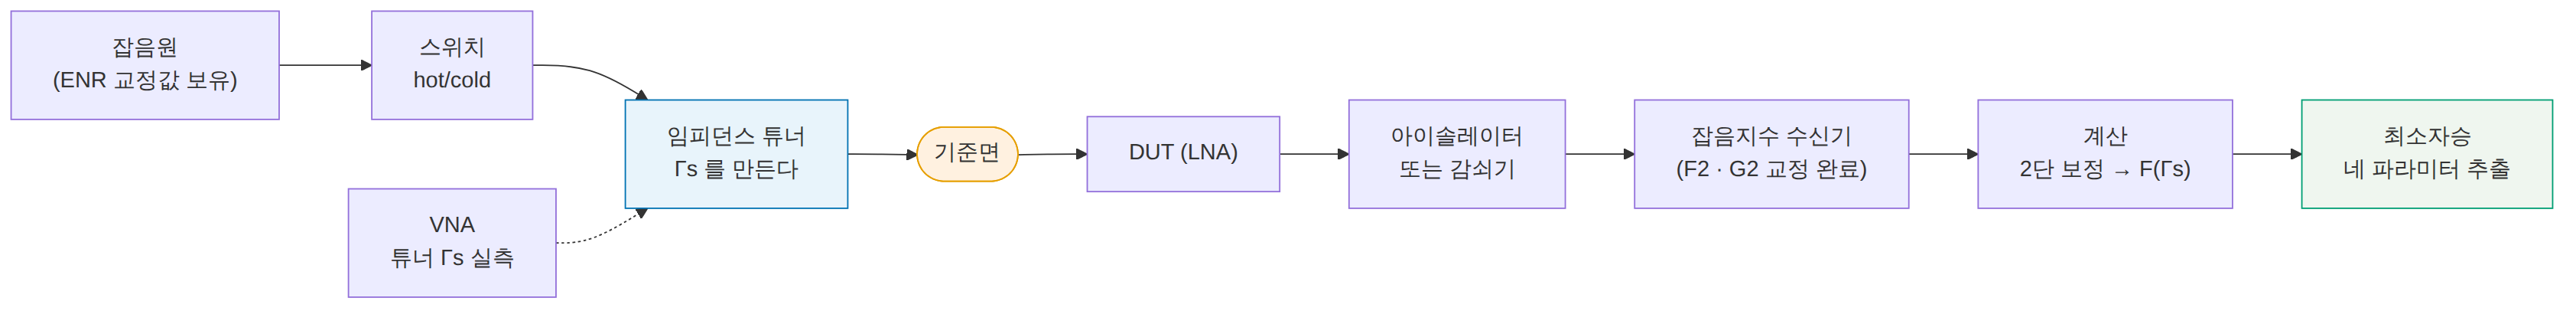 잡음원
(ENR 교정값 보유)
스위치
hot/cold
VNA
튜너 Γs 실측
임피던스 튜너
Γs 를 만든다
기준면
DUT (LNA)
아이솔레이터
또는 감쇠기
잡음지수 수신기
(F2 · G2 교정 완료)
계산
2단 보정 → F(Γs)
최소자승
네 파라미터 추출